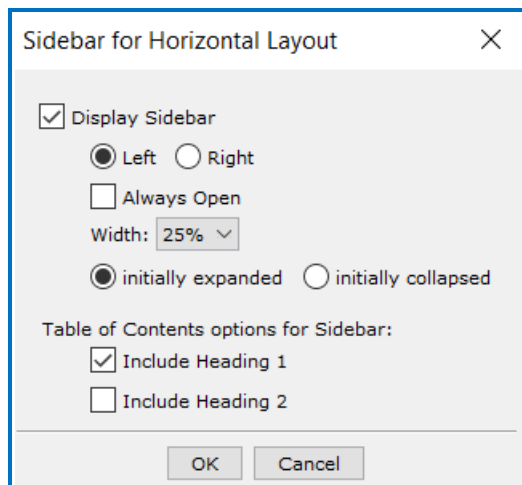 Sidebar for Horizontal Layout
Display Sidebar
Left Right
Always Open
Width: 25%
initially expanded initially collapsed
Table of Contents options for Sidebar:
Include Heading 1
Include Heading 2
OK Cancel